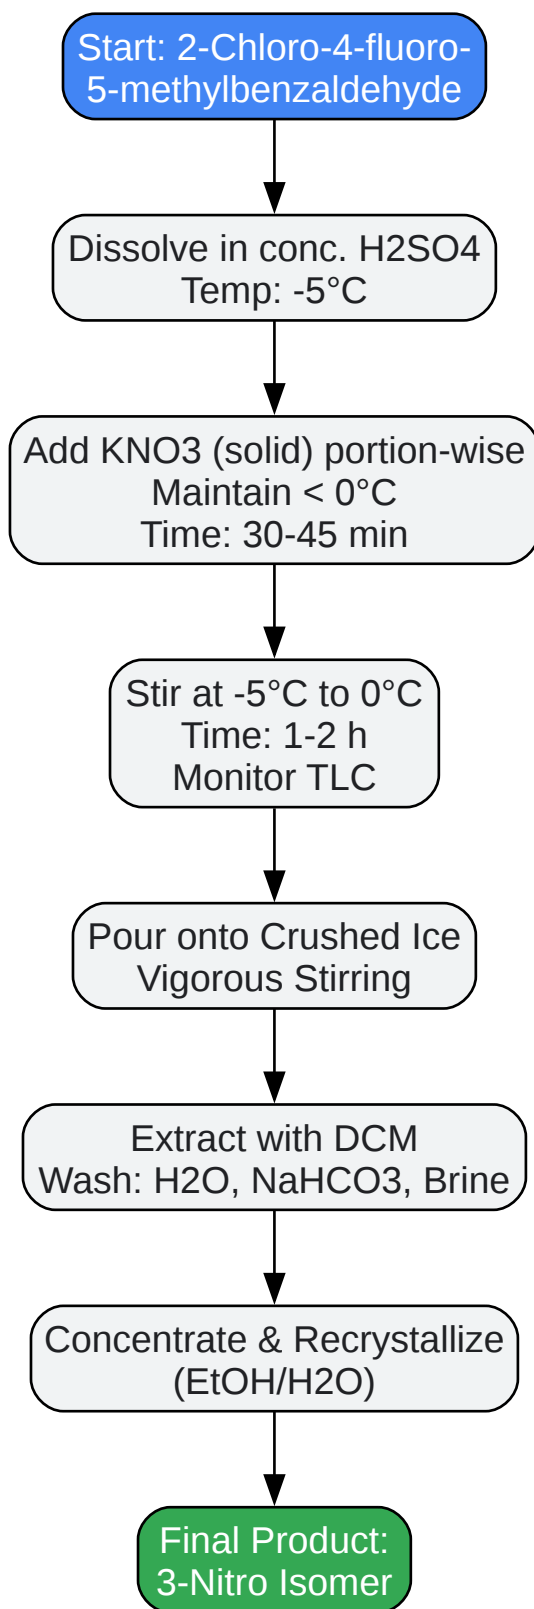 Start: 2-Chloro-4-fluoro-
5-methylbenzaldehyde
Dissolve in conc. H2SO4
Temp: -5°C
Add KNO3 (solid) portion-wise
Maintain < 0°C
Time: 30-45 min
Stir at -5°C to 0°C
Time: 1-2 h
Monitor TLC
Pour onto Crushed Ice
Vigorous Stirring
Extract with DCM
Wash: H2O, NaHCO3, Brine
Concentrate & Recrystallize
(EtOH/H2O)
Final Product:
3-Nitro Isomer